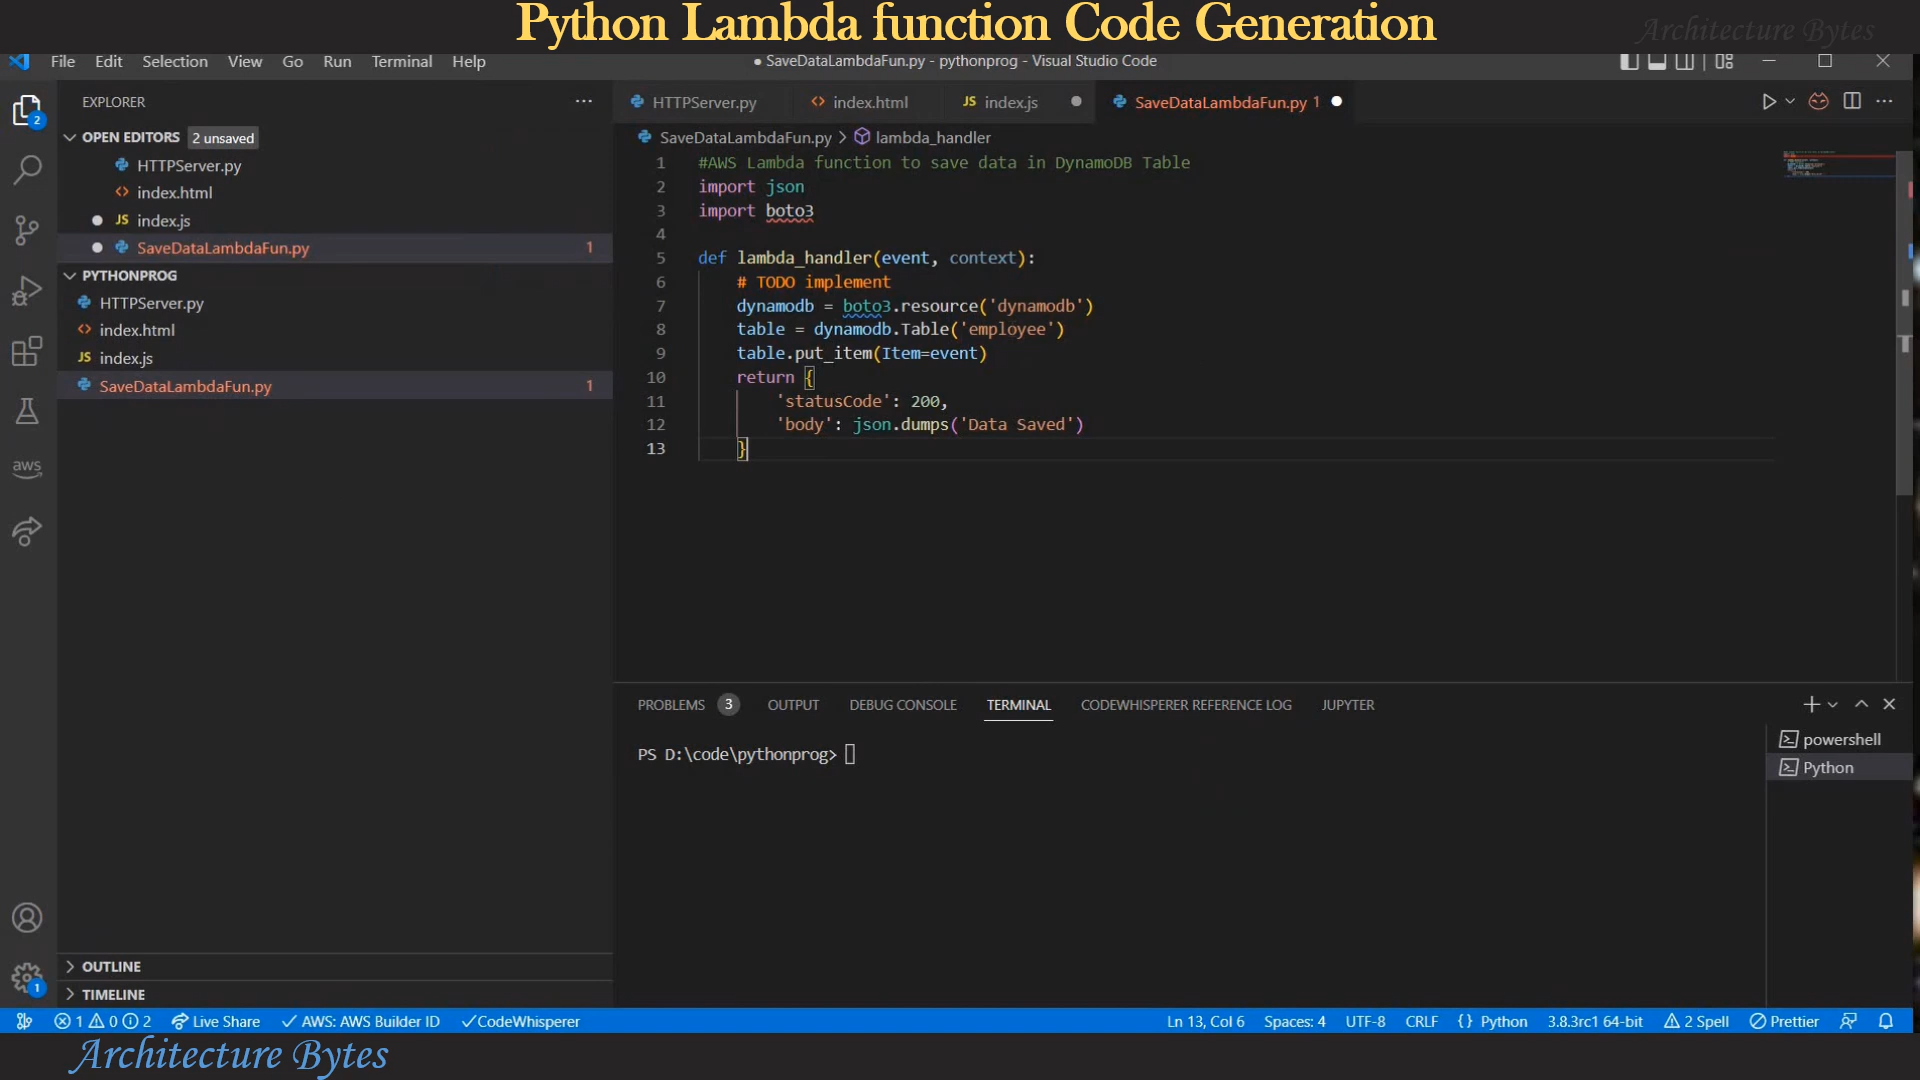 Python Lambda function Code Generation
Architecture Bytes
File Edit Selection View Go Run Terminal Help
● SaveDataLambdaFun.py - pythonprog - Visual Studio Code
EXPLORER
HTTPServer.py
index.html
JS index.js
SaveDataLambdaFun.py 1
2
OPEN EDITORS 2 unsaved
HTTPServer.py
index.html
JS index.js
SaveDataLambdaFun.py 1
PYTHONPROG
HTTPServer.py
index.html
JS index.js
SaveDataLambdaFun.py 1
aws
SaveDataLambdaFun.py > lambda_handler
1 #AWS Lambda function to save data in DynamoDB Table
2 import json
3 import boto3
4
5 def lambda_handler(event, context):
6 # TODO implement
7 dynamodb = boto3.resource('dynamodb')
8 table = dynamodb.Table('employee')
9 table.put_item(Item=event)
10 return {
11 'statusCode': 200,
12 'body': json.dumps('Data Saved')
13 }
PROBLEMS 3 OUTPUT DEBUG CONSOLE TERMINAL CODEWHISPERER REFERENCE LOG JUPYTER
PS D:\code\pythonprog>
powershell
Python
OUTLINE
1
TIMELINE
1 0 2 Live Share AWS: AWS Builder ID CodeWhisperer
Ln 13, Col 6 Spaces: 4 UTF-8 CRLF {} Python 3.8.3rc1 64-bit 2 Spell Prettier
Architecture Bytes